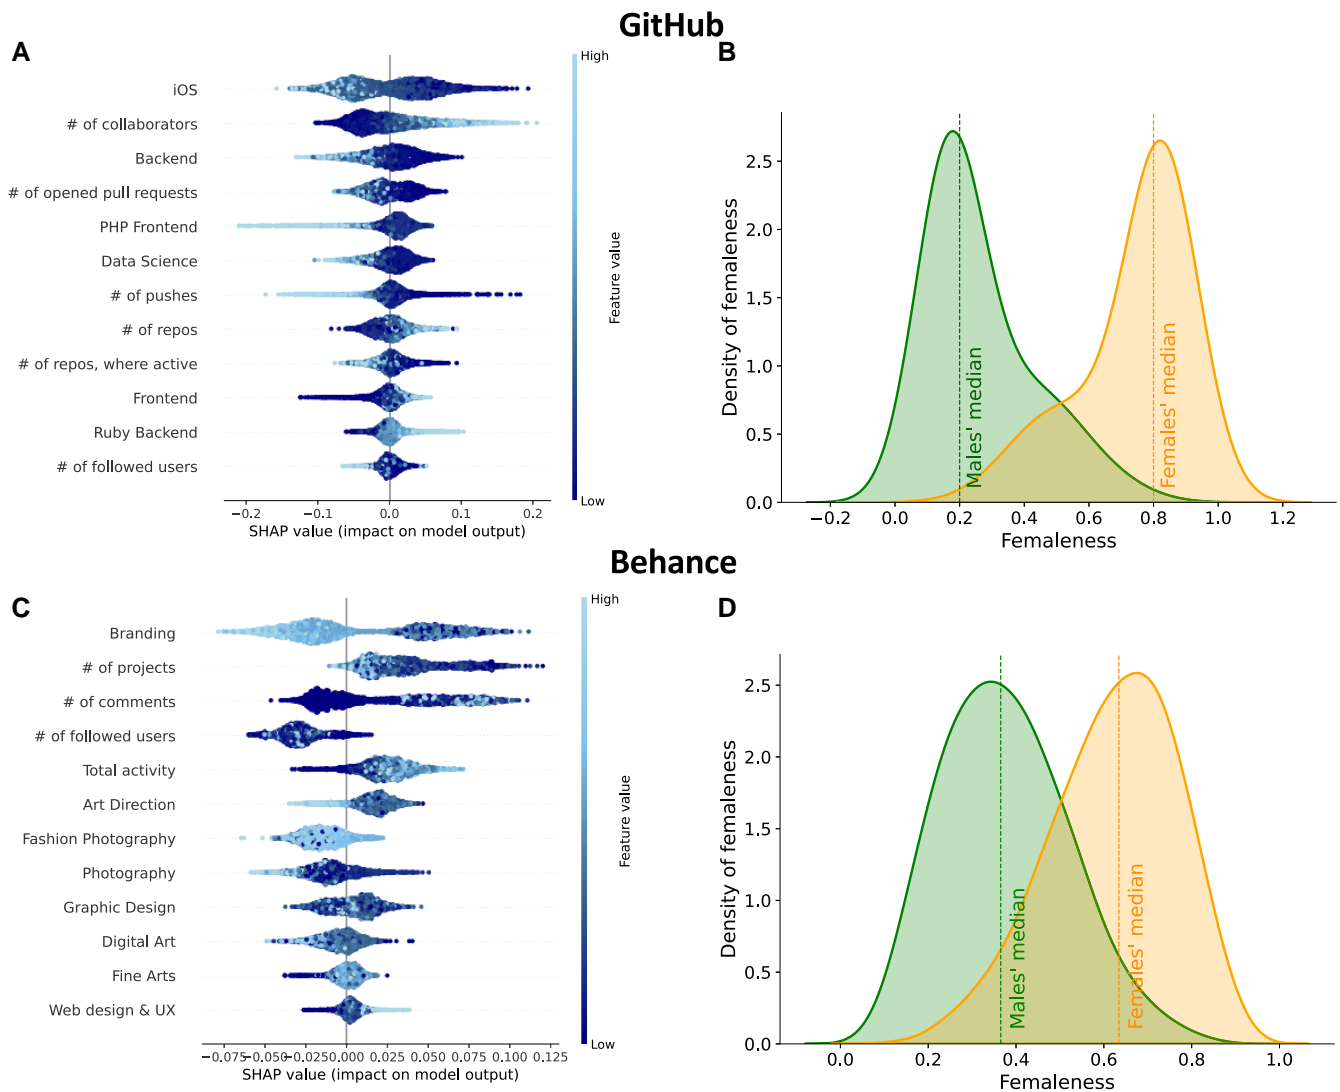 GitHub
A
High
iOS
# of collaborators
Backend
# of opened pull requests
PHP Frontend
Data Science
# of pushes
# of repos
# of repos, where active
Frontend
Ruby Backend
# of followed users
Feature value
Low
−0.2 −0.1 0.0 0.1 0.2
SHAP value (impact on model output)
B
Density of femaleness
2.5
2.0
1.5
1.0
0.5
0.0
Males' median
Females' median
−0.2 0.0 0.2 0.4 0.6 0.8 1.0 1.2
Femaleness
Behance
C
High
Branding
# of projects
# of comments
# of followed users
Total activity
Art Direction
Fashion Photography
Photography
Graphic Design
Digital Art
Fine Arts
Web design & UX
Feature value
Low
−0.075 −0.050 −0.025 0.000 0.025 0.050 0.075 0.100 0.125
SHAP value (impact on model output)
D
Density of femaleness
2.5
2.0
1.5
1.0
0.5
0.0
Males' median
Females' median
0.0 0.2 0.4 0.6 0.8 1.0
Femaleness